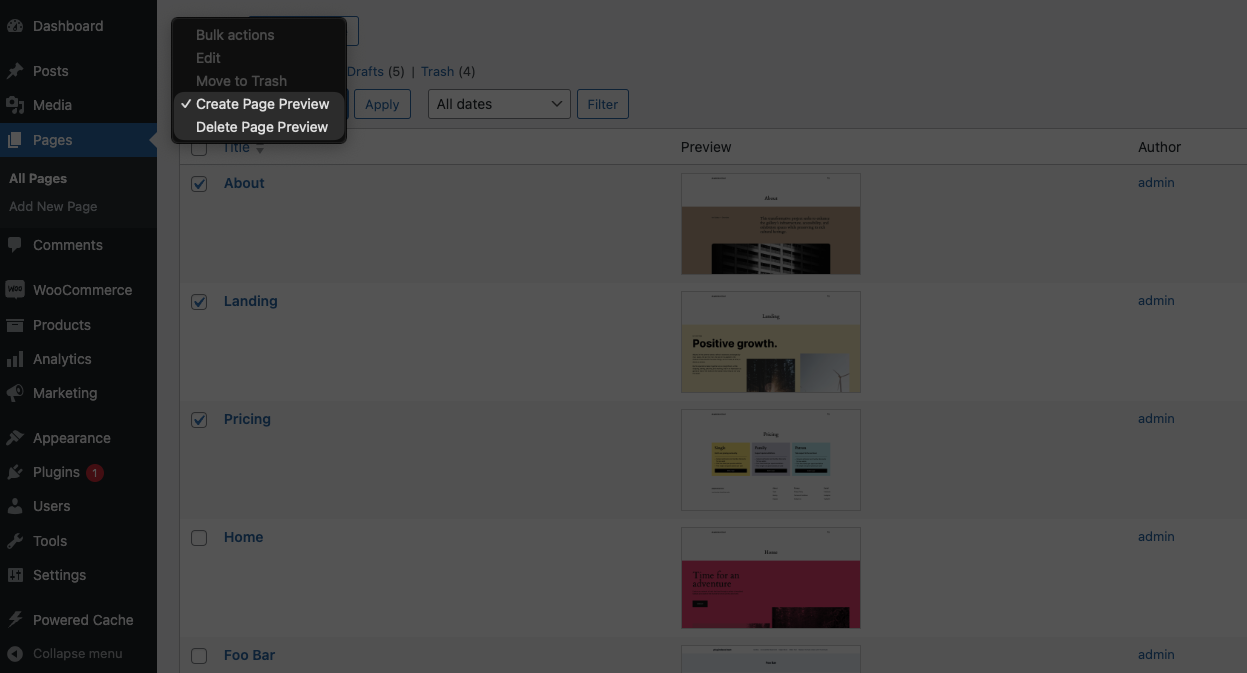 Dashboard
Posts
Media
Pages
All Pages
Add New Page
Comments
WOO
WooCommerce
Products
Analytics
Marketing
Appearance
Plugins 1
Users
Tools
Settings
Powered Cache
Collapse menu
Bulk actions
Edit
Move to Trash
✓ Create Page Preview
Delete Page Preview
Drafts (5) | Trash (4)
Apply
All dates
Filter
Title
Preview
Author
About
About
admin
Landing
Landing
Positive growth.
admin
Pricing
Pricing
admin
Home
Home
Time for an
adventure.
admin
Foo Bar
admin